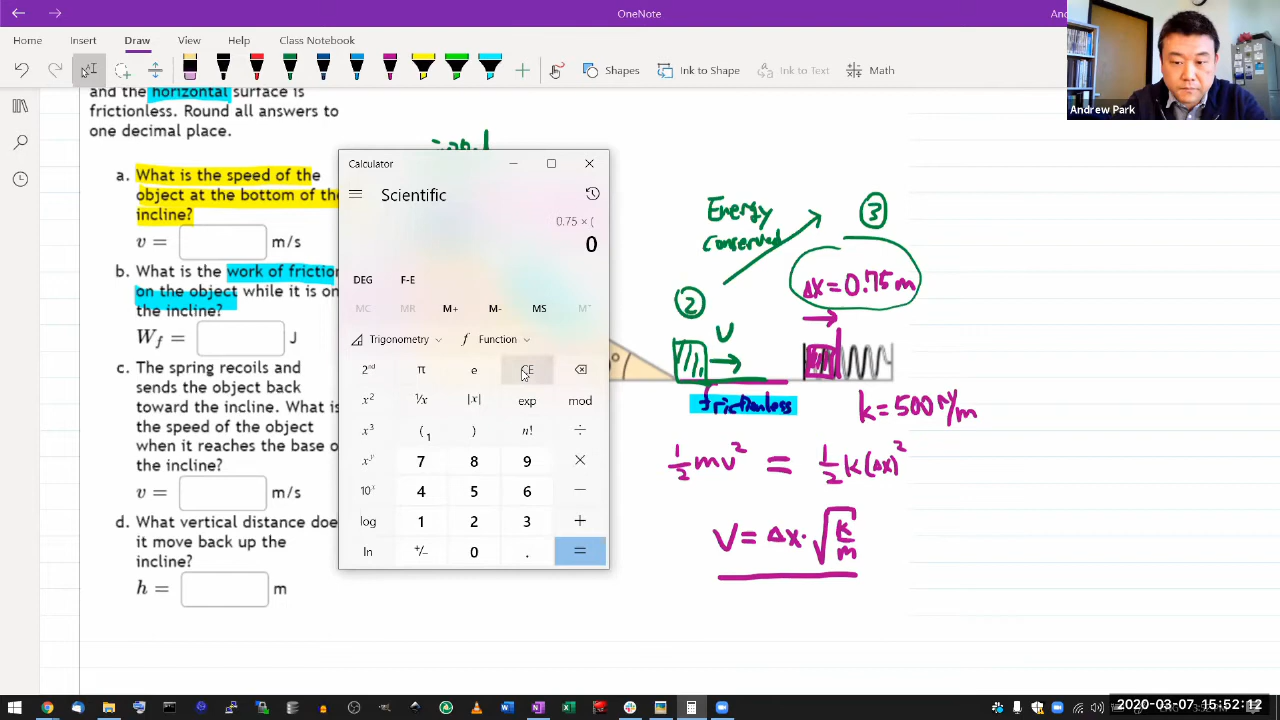 OneNote
Home
Insert
Draw
View
Help
Class Notebook
Shapes
Ink to Shape
Ink to Text
Math
Andrew Park
and the horizontal surface is
frictionless. Round all answers to
one decimal place.
a. What is the speed of the
object at the bottom of the
incline?
v = m/s
b. What is the work of friction
on the object while it is on
the incline?
Wf = J
c. The spring recoils and
sends the object back
toward the incline. What is
the speed of the object
when it reaches the base o
the incline?
v = m/s
d. What vertical distance doe
it move back up the
incline?
h = m
Calculator
Scientific
0.75 × (
0
DEG F-E
MC MR M+ M- MS M˅
Trigonometry Function
2ⁿᵈ π e CE
x² ¹/x |x| exp mod
x³ (₁ ) n! ÷
xʸ 7 8 9 ×
10ˣ 4 5 6 −
log 1 2 3 +
ln +/− 0 . =
Energy
conserved
③
Δx = 0.75 m
②
v
frictionless
k = 500 N/m
½mv² = ½k(Δx)²
v = Δx · √(k/m)
2020-03-07 15:52:12